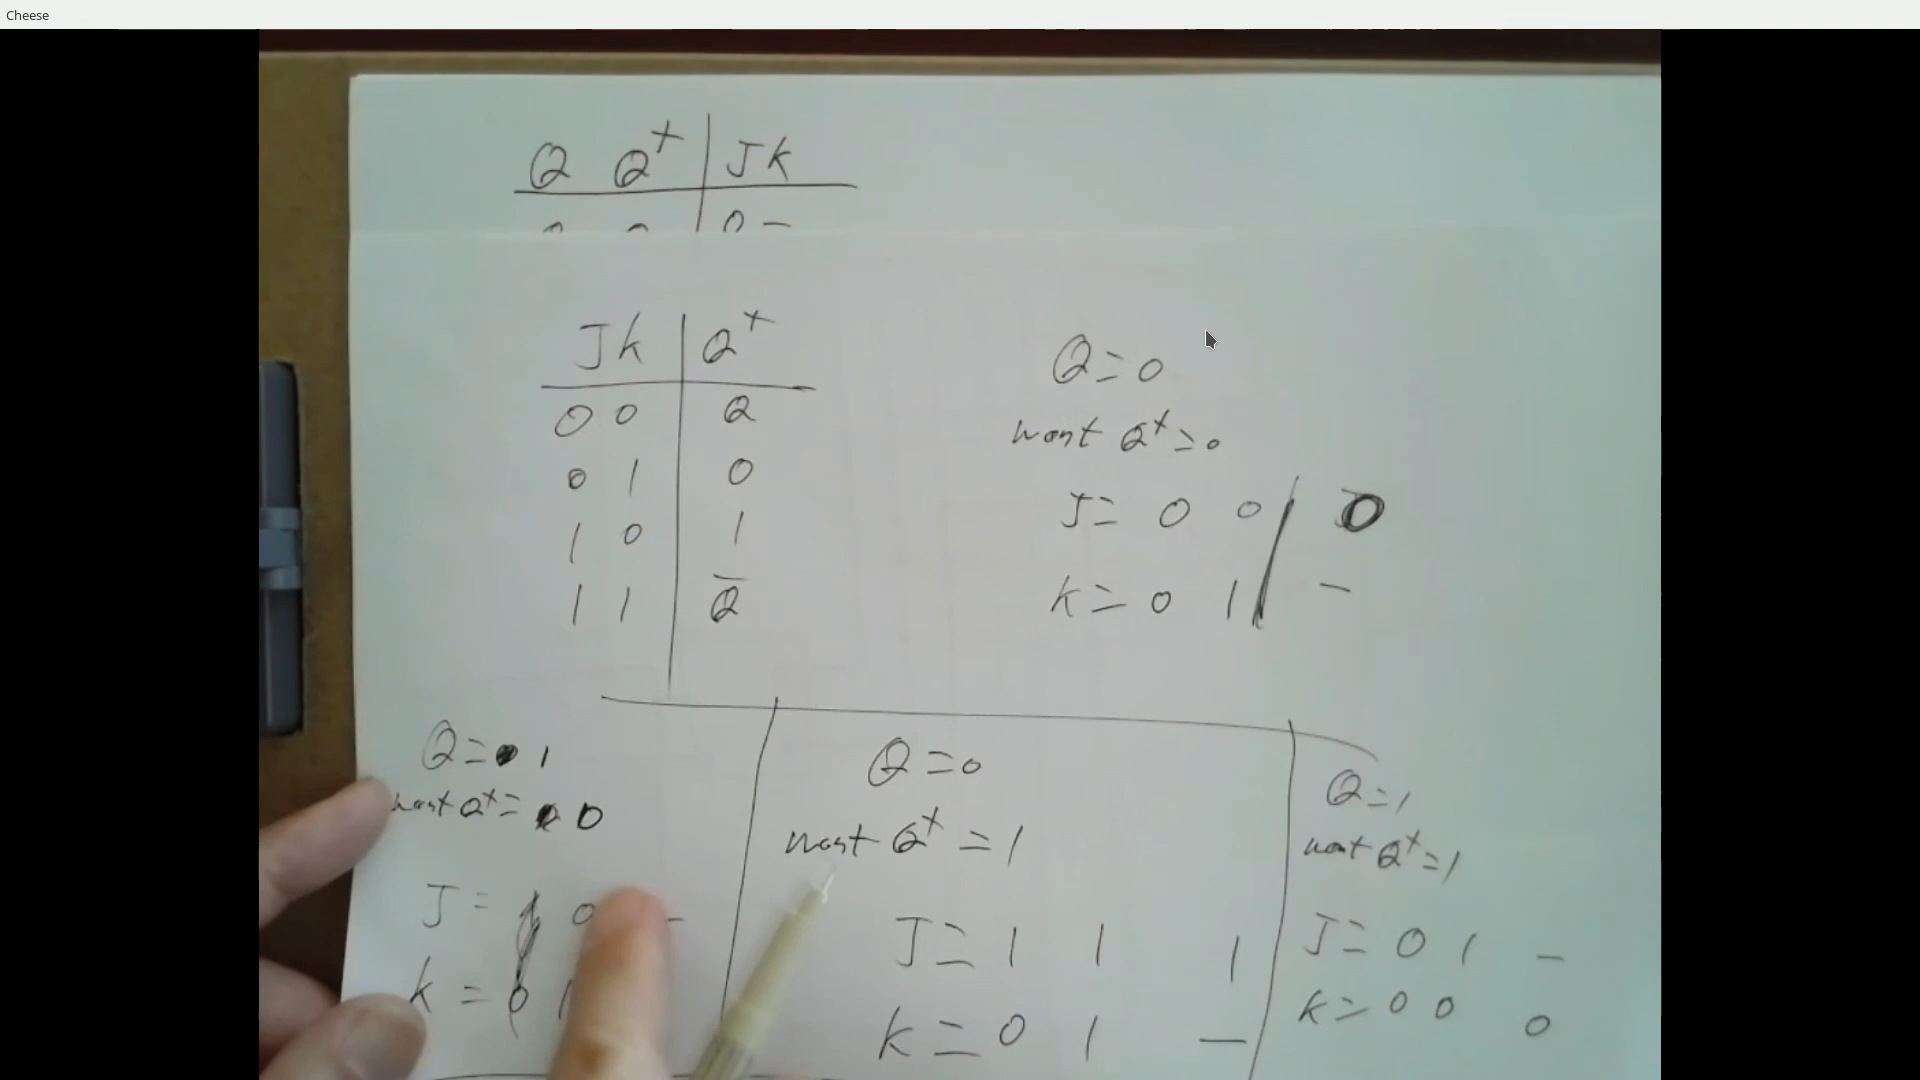 Cheese
Q Q⁺ | J K
0 0 | 0 –
J K | Q⁺
0 0 | Q
0 1 | 0
1 0 | 1
1 1 | Q̅
Q = 0
want Q⁺ = 0
J = 0 0 | 0
K = 0 1 | –
Q = 1
want Q⁺ = 0
J = 0 –
K = 0 1
Q = 0
want Q⁺ = 1
J = 1 1 1
K = 0 1 –
Q = 1
want Q⁺ = 1
J = 0 1 –
K = 0 0 0